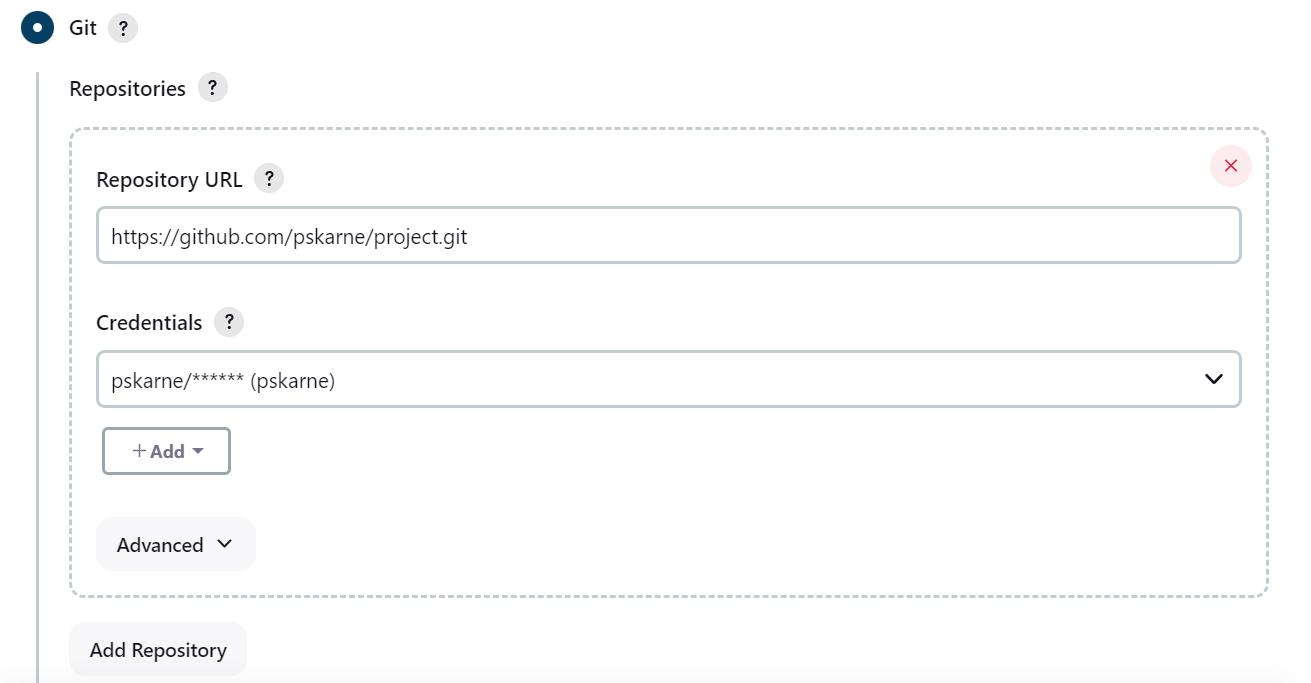 Git ?
Repositories ?
Repository URL ?
https://github.com/pskarne/project.git
Credentials ?
pskarne/****** (pskarne)
+ Add
Advanced
Add Repository